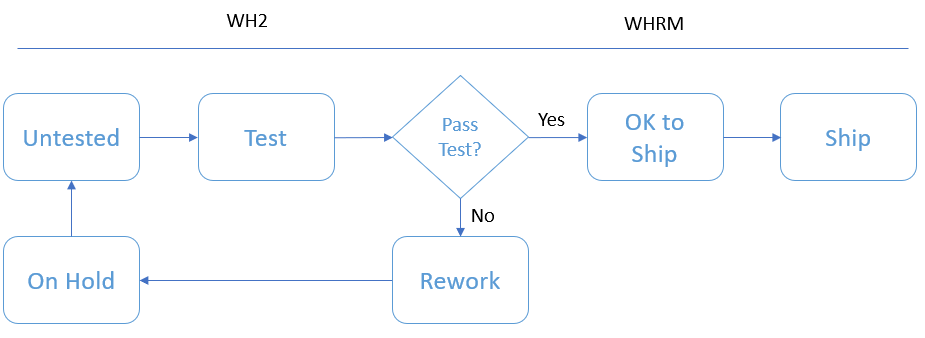 WH2
WHRM
Untested
Test
Pass
Test?
Yes
OK to
Ship
Ship
No
On Hold
Rework